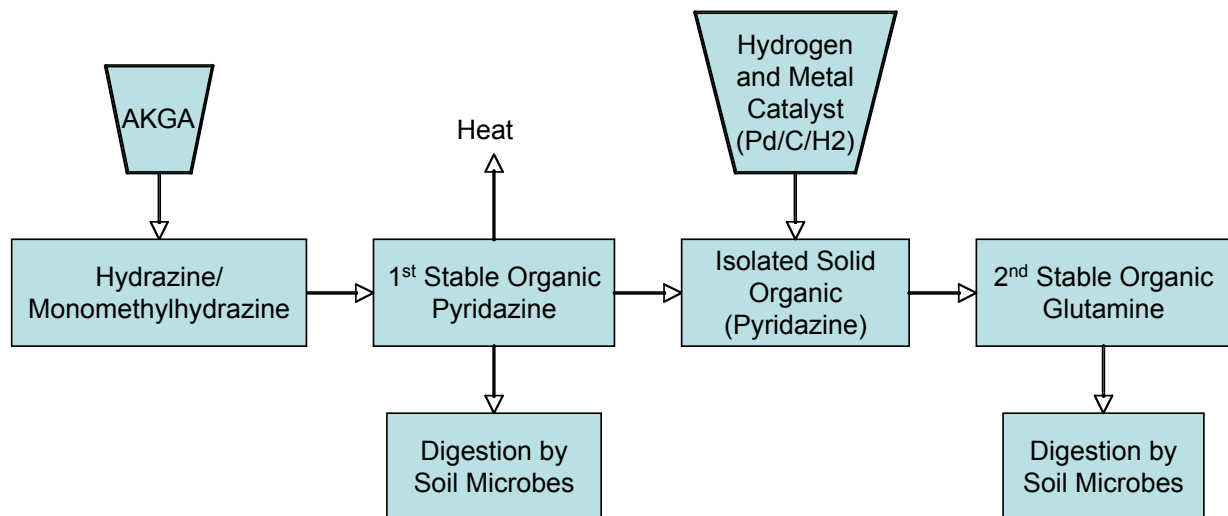 AKGA
Heat
Hydrogen
and Metal
Catalyst
(Pd/C/H2)
Hydrazine/
Monomethylhydrazine
1st Stable Organic
Pyridazine
Isolated Solid
Organic
(Pyridazine)
2nd Stable Organic
Glutamine
Digestion by
Soil Microbes
Digestion by
Soil Microbes